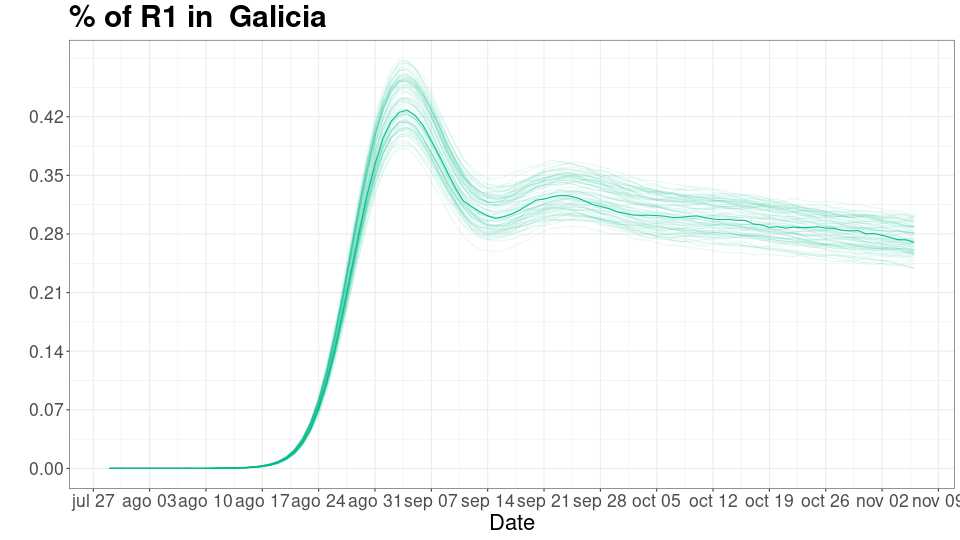 % of R1 in  Galicia
0.42
0.35
0.28
0.21
0.14
0.07
0.00
jul 27 ago 03 ago 10 ago 17 ago 24 ago 31 sep 07 sep 14 sep 21 sep 28 oct 05 oct 12 oct 19 oct 26 nov 02 nov 09
Date